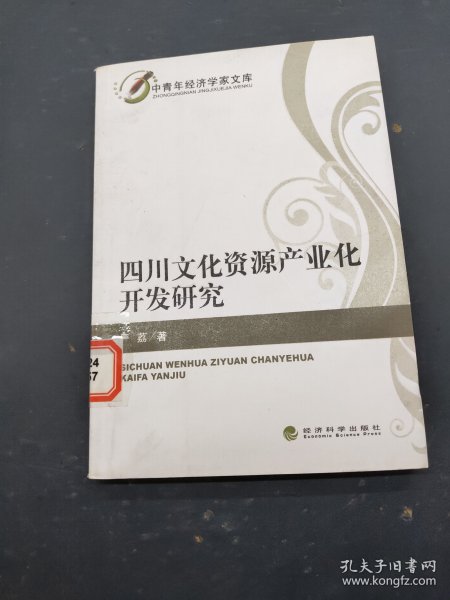 中青年经济学家文库
ZHONGQINGNIAN JINGJIXUEJIA WENKU
四川文化资源产业化
开发研究
荔/著
SICHUAN WENHUA ZIYUAN CHANYEHUA
KAIFA YANJIU
24
57
经济科学出版社
Economic Science Press
孔夫子旧书网
www.kongfz.com